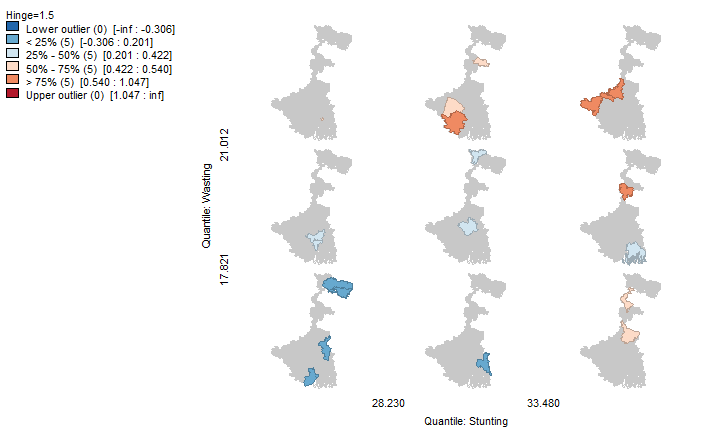 Hinge=1.5
Lower outlier (0) [-inf : -0.306]
< 25% (5) [-0.306 : 0.201]
25% - 50% (5) [0.201 : 0.422]
50% - 75% (5) [0.422 : 0.540]
> 75% (5) [0.540 : 1.047]
Upper outlier (0) [1.047 : inf]
21.012
Quantile: Wasting
17.821
28.230
33.480
Quantile: Stunting